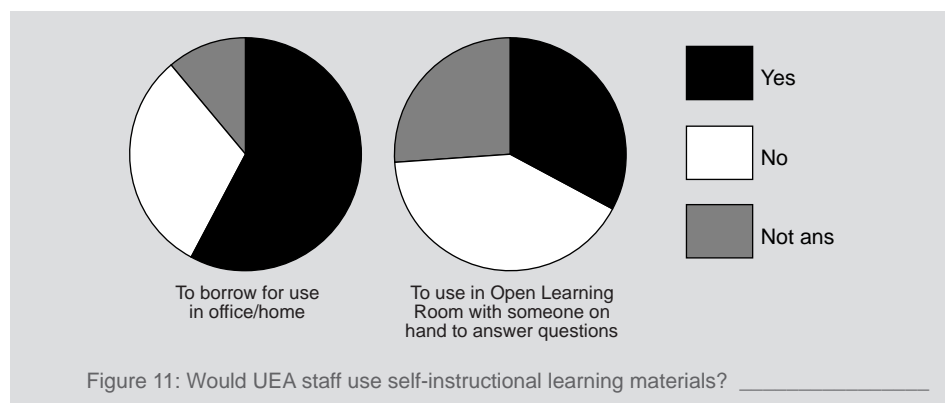 Yes
No
Not ans
To borrow for use
in office/home
To use in Open Learning
Room with someone on
hand to answer questions
Figure 11: Would UEA staff use self-instructional learning materials? __________________